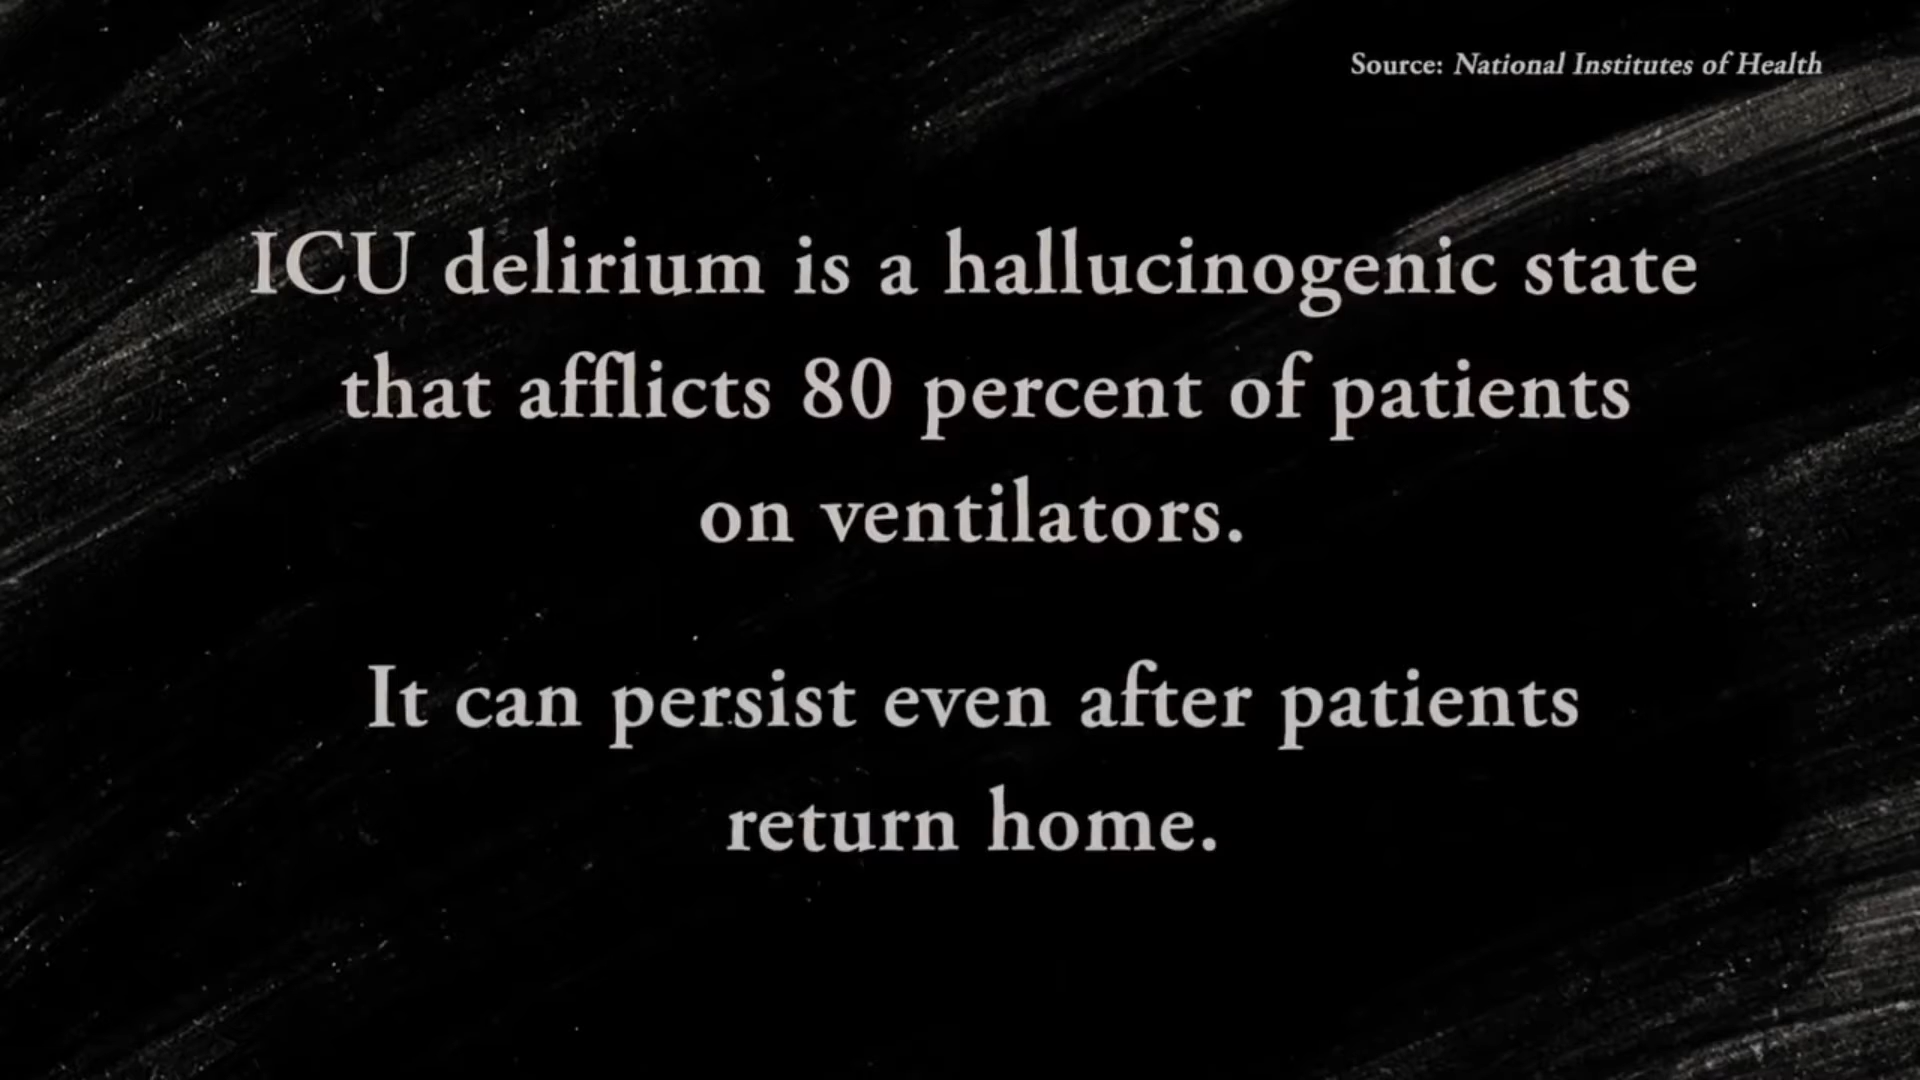 Source: National Institutes of Health
ICU delirium is a hallucinogenic state
that afflicts 80 percent of patients
on ventilators.
It can persist even after patients
return home.